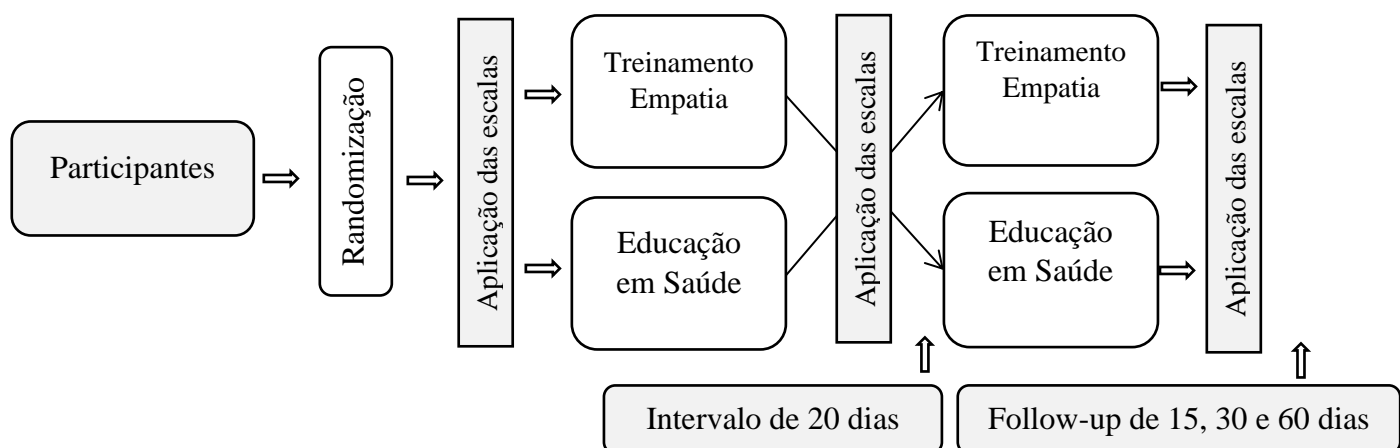 Participantes
Randomização
Aplicação das escalas
Treinamento
Empatia
Educação
em Saúde
Aplicação das escalas
Treinamento
Empatia
Educação
em Saúde
Aplicação das escalas
Intervalo de 20 dias
Follow-up de 15, 30 e 60 dias